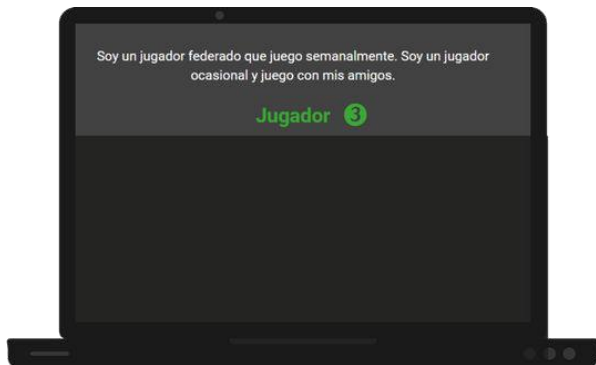 Soy un jugador federado que juego semanalmente. Soy un jugador
ocasional y juego con mis amigos.
Jugador 3